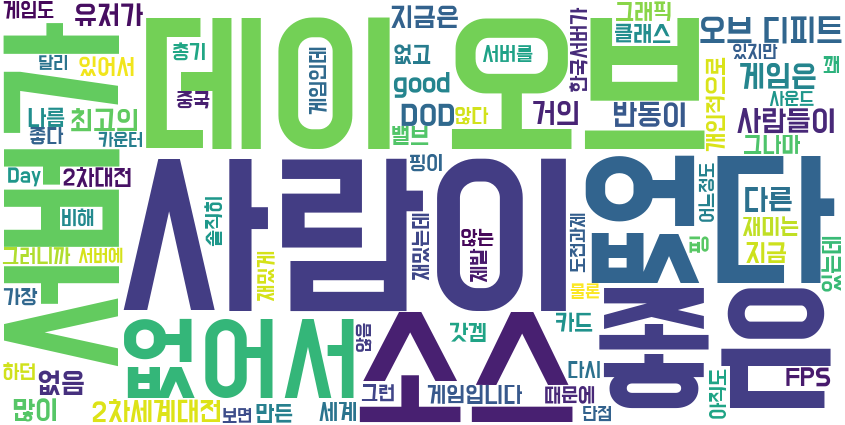 게임도
유저가
지금은
그래픽
클래스
오브 디피트
달리
있어서
총기
데이오브
게임인데
없고
서버를
한국서버가
있지만
게임은
꽤
중국
good
사운드
나름
최고의
DOD
않다
거의
반동이
개인적으로
사람들이
좋다
카운터
밸브
그나마
가장
Day
2차대전
사람이
핑이
없다
어느정도
다른
비해
솔직히
재밌는데
않는
제발
도전과제
핑
재미는
지금
그러니까
서버에
재밌게
물론
있는데
하던
없음
없어서
않음
소스
갓겜
카드
좋은
다시
FPS
많이
2차세계대전
보면
만든
세계
그런
게임입니다
때문에
단점
아직도